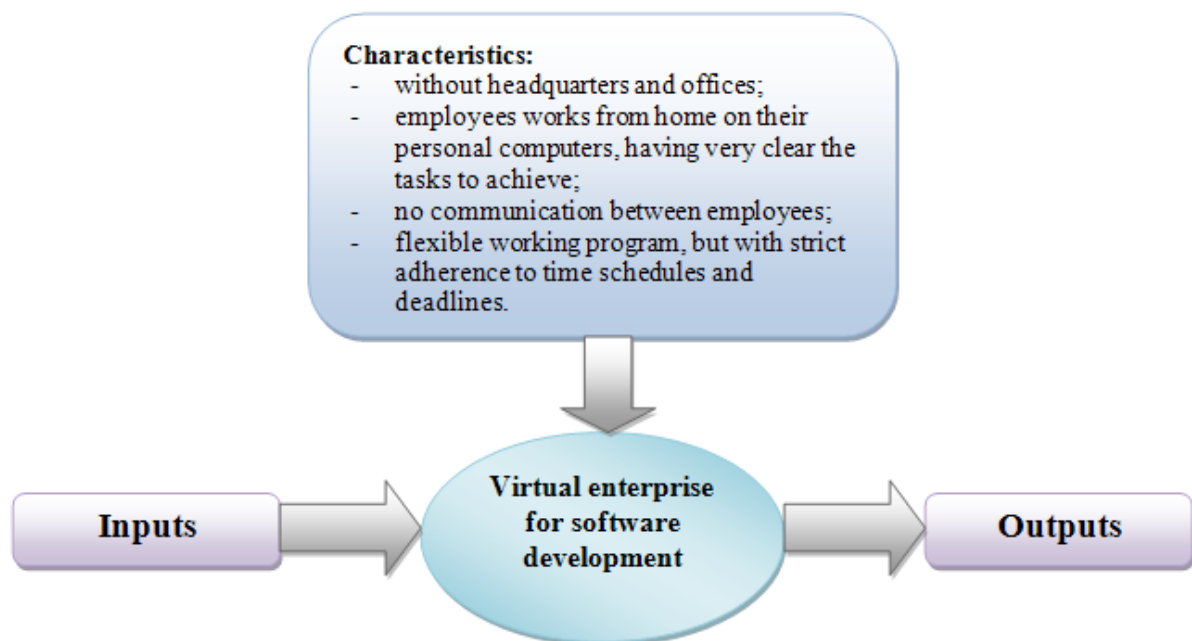 Characteristics:
- without headquarters and offices;
- employees works from home on their
personal computers, having very clear the
tasks to achieve;
- no communication between employees;
- flexible working program, but with strict
adherence to time schedules and
deadlines.
Inputs
Virtual enterprise
for software
development
Outputs